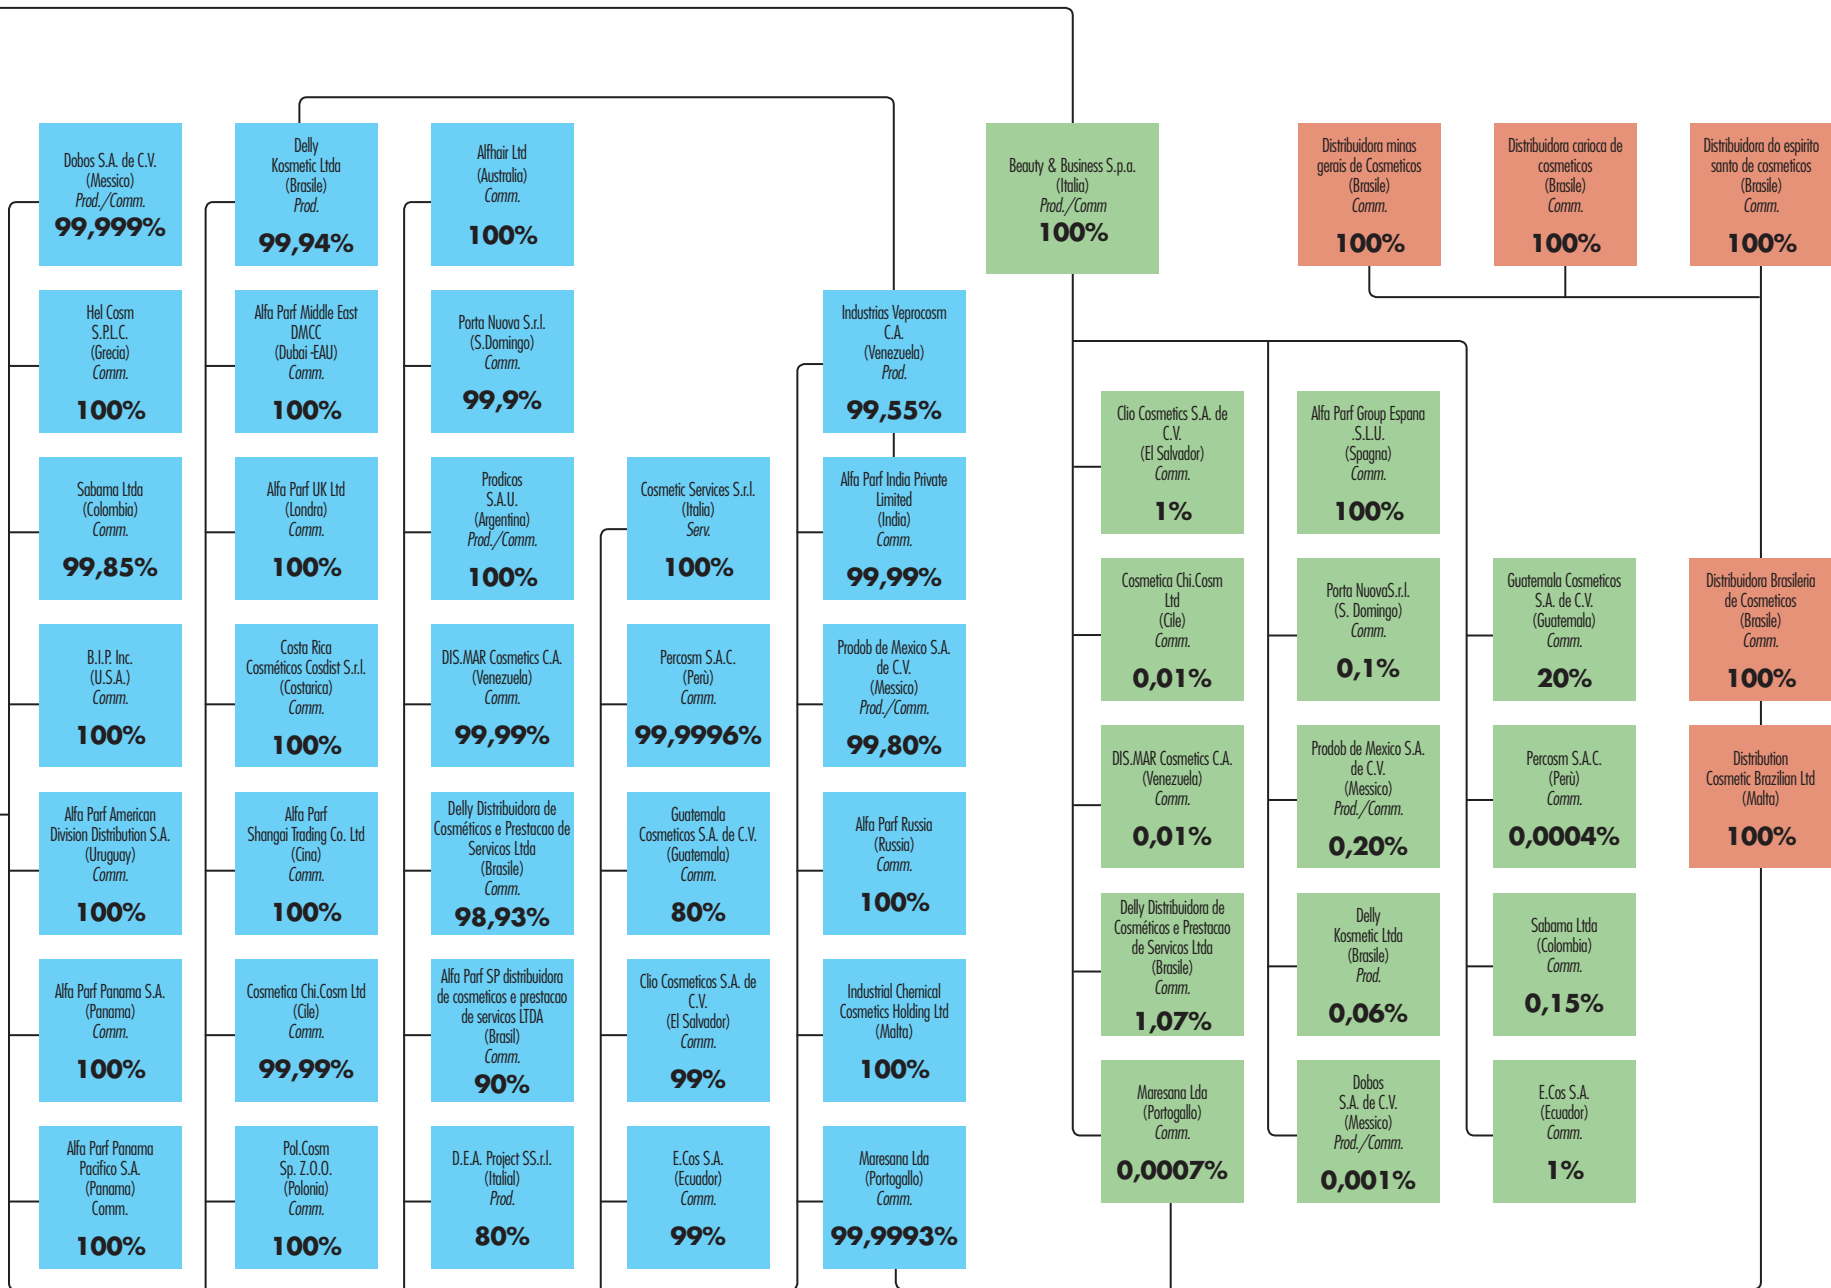 Dobos S.A. de C.V.
(Messico)
Prod./Comm.
99,999%
Hel Cosm
S.P.L.C.
(Grecia)
Comm.
100%
Sabama Ltda
(Colombia)
Comm.
99,85%
B.I.P. Inc.
(U.S.A.)
Comm.
100%
Alfa Parf American
Division Distribution S.A.
(Uruguay)
Comm.
100%
Alfa Parf Panama S.A.
(Panama)
Comm.
100%
Alfa Parf Panama
Pacifico S.A.
(Panama)
Comm.
100%
Delly
Kosmetic Ltda
(Brasile)
Prod.
99,94%
Alfa Parf Middle East
DMCC
(Dubai -EAU)
Comm.
100%
Alfa Parf UK Ltd
(Londra)
Comm.
100%
Costa Rica
Cosméticos Cosdist S.r.l.
(Costarica)
Comm.
100%
Alfa Parf
Shangai Trading Co. Ltd
(Cina)
Comm.
100%
Cosmetica Chi.Cosm Ltd
(Cile)
Comm.
99,99%
Pol.Cosm
Sp. Z.O.O.
(Polonia)
Comm.
100%
Alfhair Ltd
(Australia)
Comm.
100%
Porta Nuova S.r.l.
(S.Domingo)
Comm.
99,9%
Prodicos
S.A.U.
(Argentina)
Prod./Comm.
100%
DIS.MAR Cosmetics C.A.
(Venezuela)
Comm.
99,99%
Delly Distribuidora de
Cosméticos e Prestacao de
Servicos Ltda
(Brasile)
Comm.
98,93%
Alfa Parf SP distribuidora
de cosmeticos e prestacao
de servicos LTDA
(Brasil)
Comm.
90%
D.E.A. Project SS.r.l.
(Italial)
Prod.
80%
Cosmetic Services S.r.l.
(Italia)
Serv.
100%
Percosm S.A.C.
(Perù)
Comm.
99,9996%
Guatemala
Cosmeticos S.A. de C.V.
(Guatemala)
Comm.
80%
Clio Cosmeticos S.A. de
C.V.
(El Salvador)
Comm.
99%
E.Cos S.A.
(Ecuador)
Comm.
99%
Industrias Veprocosm
C.A.
(Venezuela)
Prod.
99,55%
Alfa Parf India Private
Limited
(India)
Comm.
99,99%
Prodob de Mexico S.A.
de C.V.
(Messico)
Prod./Comm.
99,80%
Alfa Parf Russia
(Russia)
Comm.
100%
Industrial Chemical
Cosmetics Holding Ltd
(Malta)
100%
Maresana Lda
(Portogallo)
Comm.
99,9993%
Beauty & Business S.p.a.
(Italia)
Prod./Comm
100%
Clio Cosmetics S.A. de
C.V.
(El Salvador)
Comm.
1%
Cosmetica Chi.Cosm
Ltd
(Cile)
Comm.
0,01%
DIS.MAR Cosmetics C.A.
(Venezuela)
Comm.
0,01%
Delly Distribuidora de
Cosméticos e Prestacao
de Servicos Ltda
(Brasile)
Comm.
1,07%
Maresana Lda
(Portogallo)
Comm.
0,0007%
Alfa Parf Group Espana
.S.L.U.
(Spagna)
Comm.
100%
Porta NuovaS.r.l.
(S. Domingo)
Comm.
0,1%
Prodob de Mexico S.A.
de C.V.
(Messico)
Prod./Comm.
0,20%
Delly
Kosmetic Ltda
(Brasile)
Prod.
0,06%
Dobos
S.A. de C.V.
(Messico)
Prod./Comm.
0,001%
Guatemala Cosmeticos
S.A. de C.V.
(Guatemala)
Comm.
20%
Percosm S.A.C.
(Perù)
Comm.
0,0004%
Sabama Ltda
(Colombia)
Comm.
0,15%
E.Cos S.A.
(Ecuador)
Comm.
1%
Distribuidora minas
gerais de Cosmeticos
(Brasile)
Comm.
100%
Distribuidora carioca de
cosmeticos
(Brasile)
Comm.
100%
Distribuidora do espirito
santo de cosmeticos
(Brasile)
Comm.
100%
Distribuidora Brasileria
de Cosmeticos
(Brasile)
Comm.
100%
Distribution
Cosmetic Brazilian Ltd
(Malta)
100%